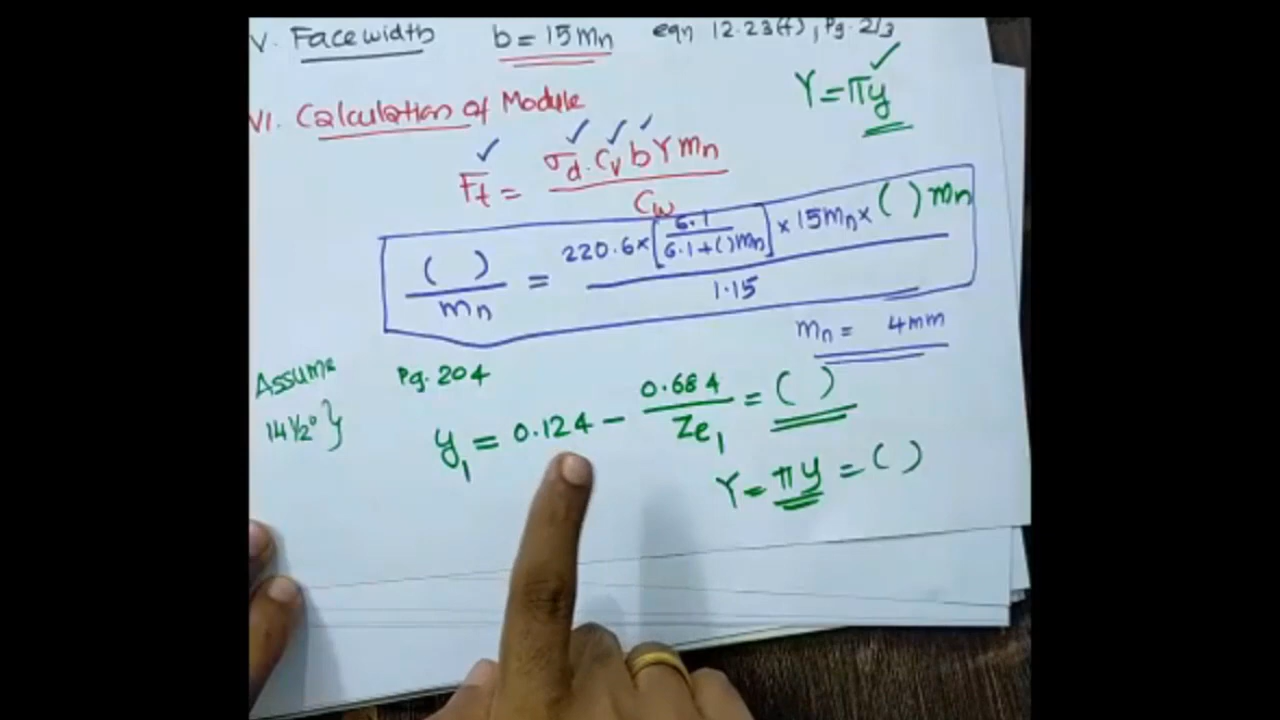 V. Facewidth b = 15mn eqn 12.23(f), Pg. 213
Y = πy
VI. Calculation of Module
Ft = σd. Cv b Y mn / Cw
( ) / mn = 220.6 × [6.1 / 6.1 + ( )mn] × 15mn × ( ) mn / 1.15
mn = 4mm
Assume Pg. 204
14½° }
y1 = 0.124 - 0.684 / Ze1 = ( )
Y = πy = ( )